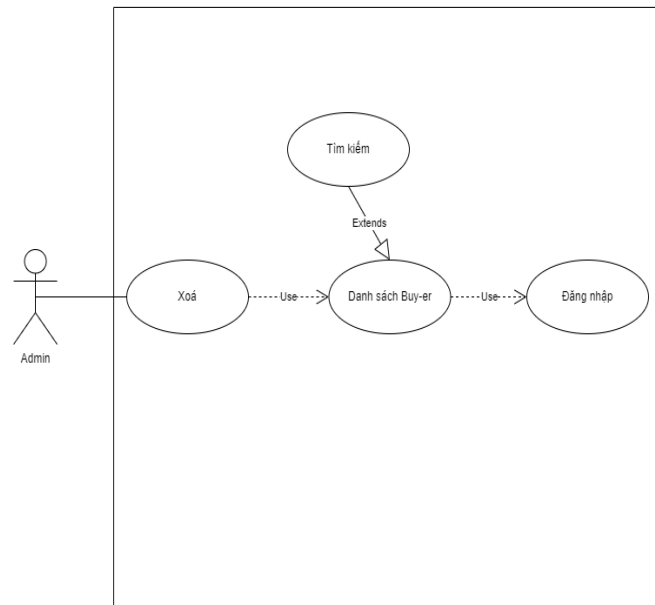 Tìm kiếm
Extends
Xoá
Use
Danh sách Buy-er
Use
Đăng nhập
Admin